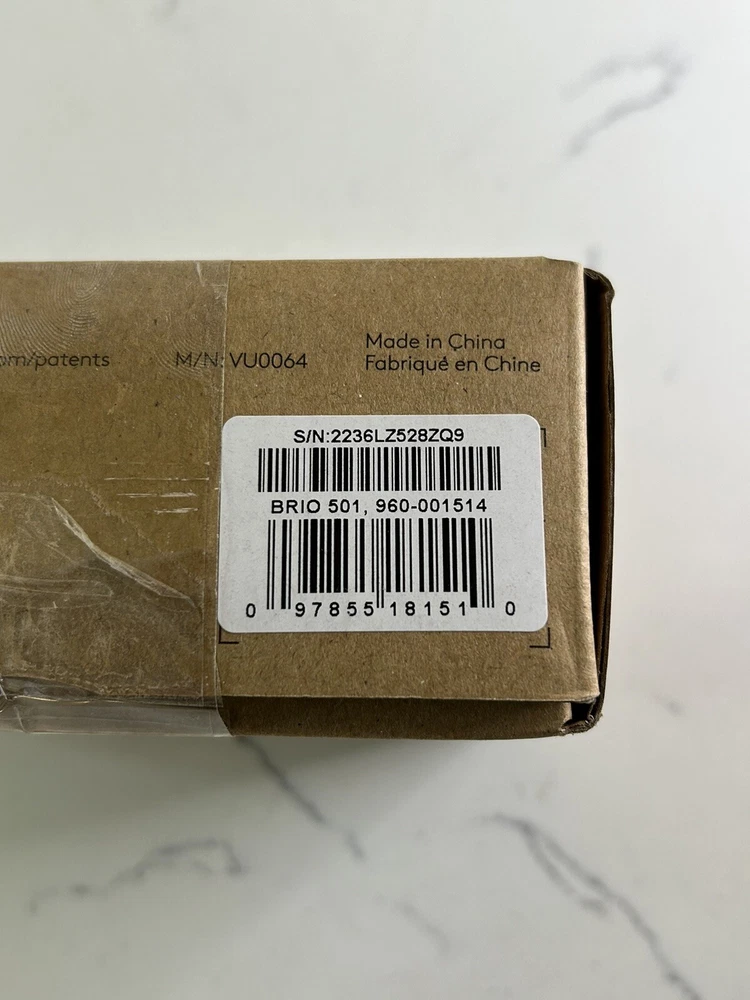 om/patents
M/N: VU0064
Made in China
Fabriqué en Chine
S/N:2236LZ528ZQ9
BRIO 501, 960-001514
0 97855 18151 0